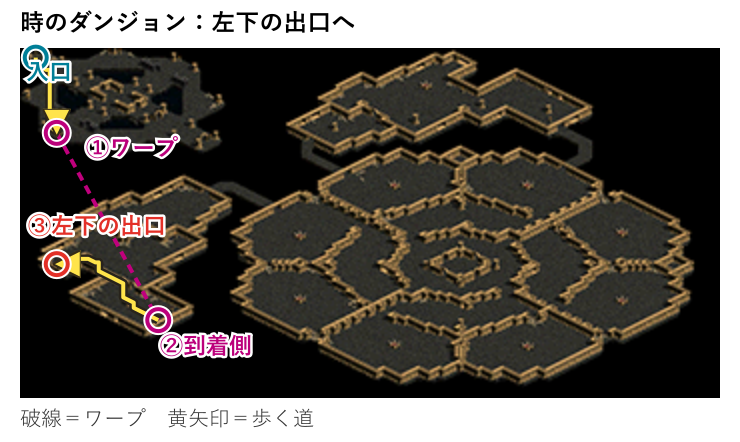 時のダンジョン：左下の出口へ
入口
①ワープ
③左下の出口
②到着側
破線＝ワープ　黄矢印＝歩く道